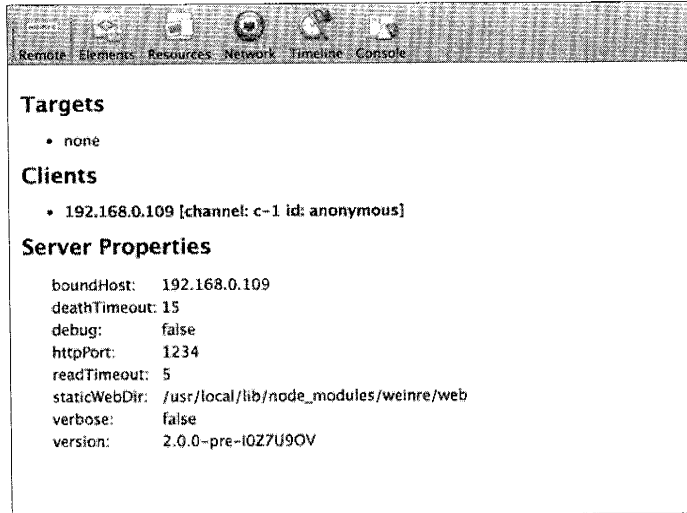 Remote Elements Resources Network Timeline Console
Targets
• none
Clients
• 192.168.0.109 [channel: c-1 id: anonymous]
Server Properties
boundHost: 192.168.0.109
deathTimeout: 15
debug: false
httpPort: 1234
readTimeout: 5
staticWebDir: /usr/local/lib/node_modules/weinre/web
verbose: false
version: 2.0.0-pre-I0Z7U9OV